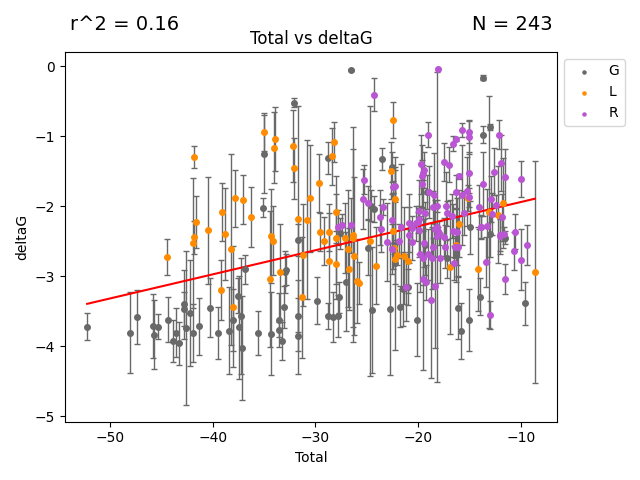 r^2 = 0.16
N = 243
Total vs deltaG
G
L
R
deltaG
0
−1
−2
−3
−4
−5
−50 −40 −30 −20 −10
Total